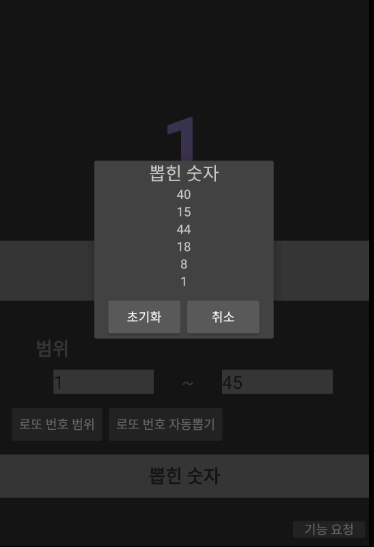 1
뽑힌 숫자
40
15
44
18
8
1
초기화 취소
범위
1 ~ 45
로또 번호 범위 로또 번호 자동뽑기
뽑힌 숫자
기능 요청